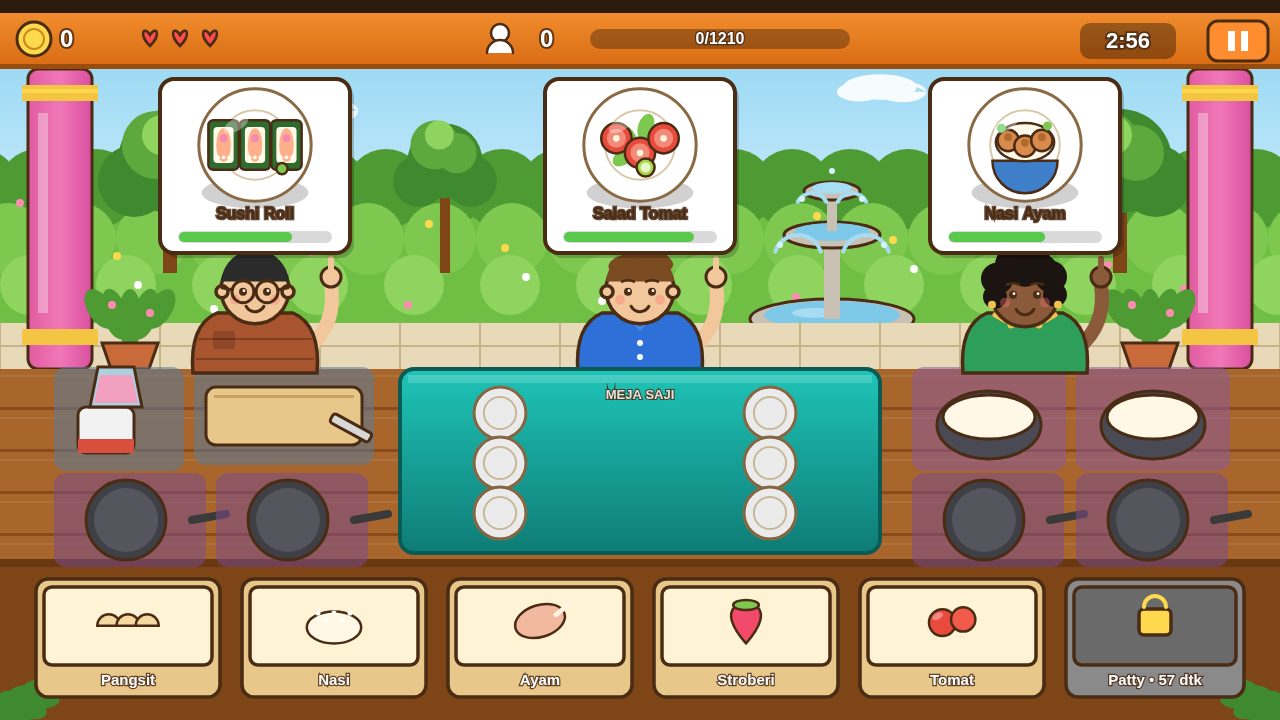 0
0
0/1210
2:56
Sushi Roll
Salad Tomat
Nasi Ayam
MEJA SAJI
Pangsit
Nasi
Ayam
Stroberi
Tomat
Patty • 57 dtk